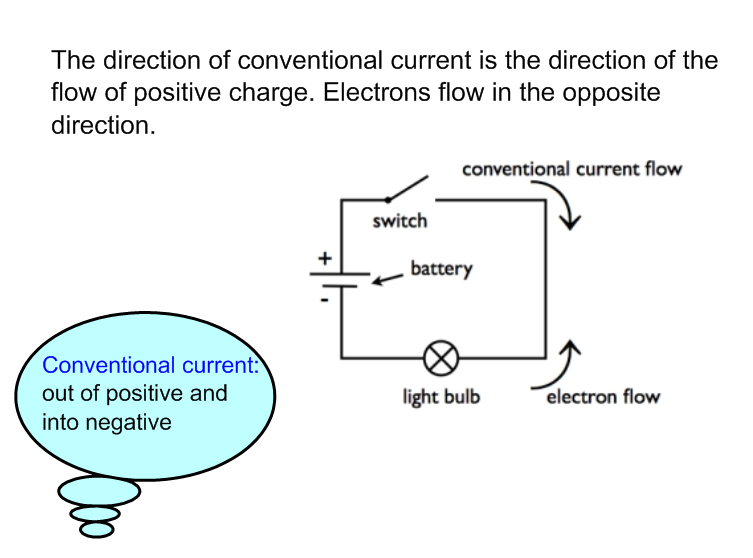 The direction of conventional current is the direction of the
flow of positive charge. Electrons flow in the opposite
direction.
conventional current flow
switch
+
battery
-
Conventional current:
out of positive and
into negative
light bulb
electron flow